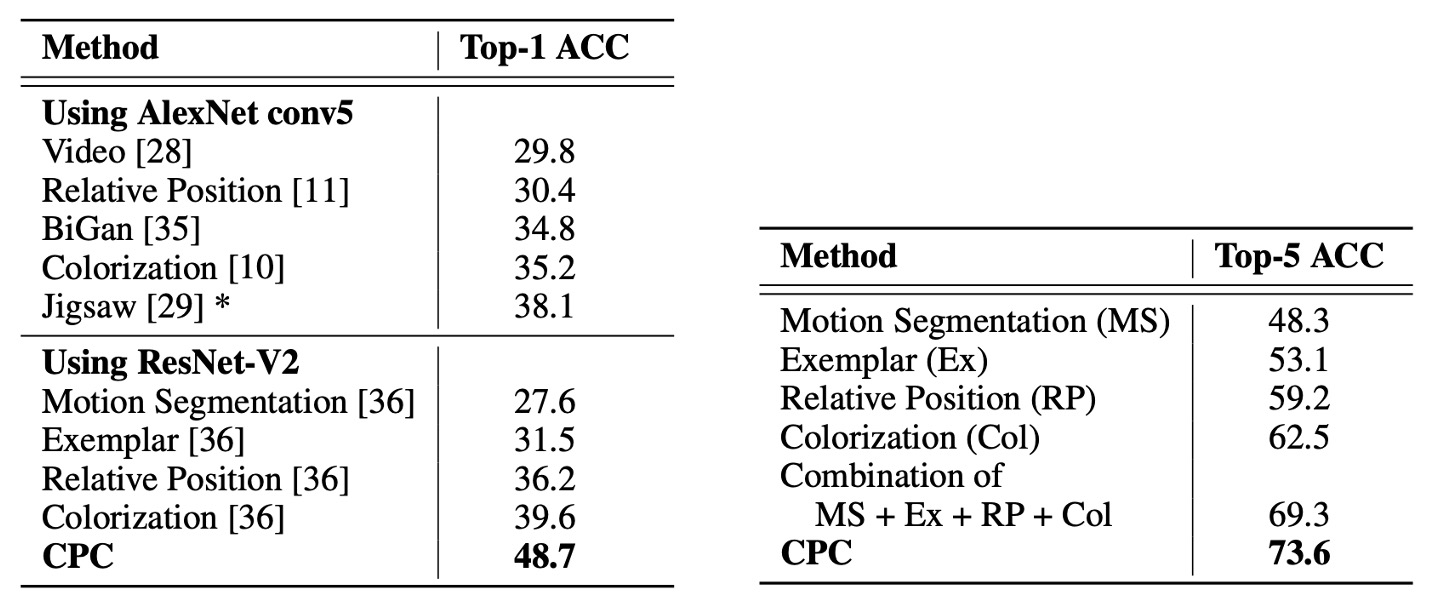 Method Top-1 ACC
Using AlexNet conv5
Video [28] 29.8
Relative Position [11] 30.4
BiGan [35] 34.8
Colorization [10] 35.2
Jigsaw [29] * 38.1
Using ResNet-V2
Motion Segmentation [36] 27.6
Exemplar [36] 31.5
Relative Position [36] 36.2
Colorization [36] 39.6
CPC 48.7
Method Top-5 ACC
Motion Segmentation (MS) 48.3
Exemplar (Ex) 53.1
Relative Position (RP) 59.2
Colorization (Col) 62.5
Combination of
MS + Ex + RP + Col 69.3
CPC 73.6